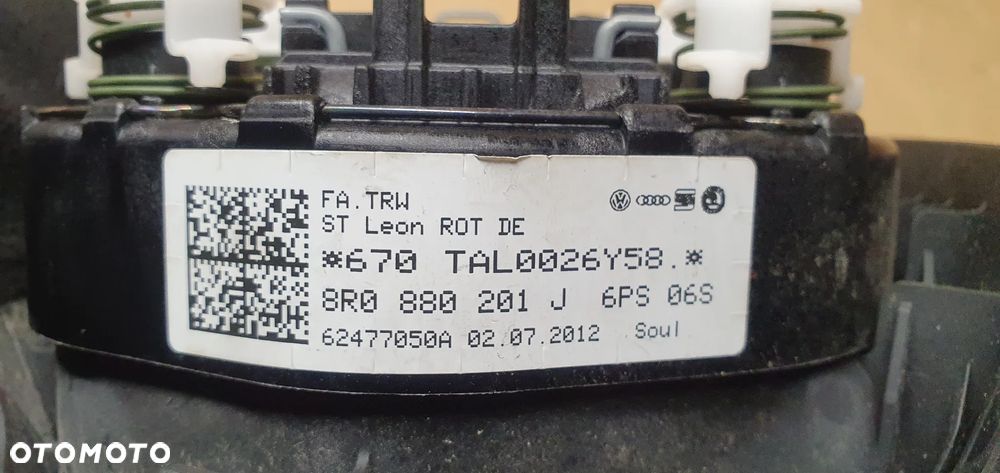 FA.TRW
ST Leon ROT DE
*670 TAL0026Y58.*
8R0 880 201 J 6PS 06S
62477050A 02.07.2012 Soul
OTOMOTO